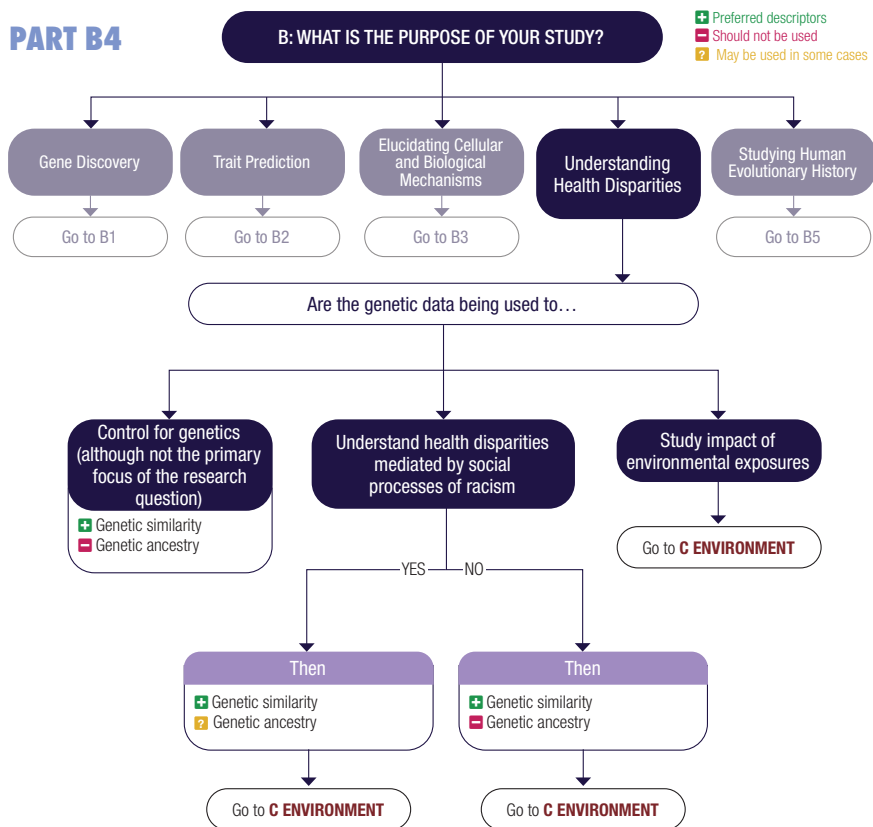 PART B4
B: WHAT IS THE PURPOSE OF YOUR STUDY?
+ Preferred descriptors
− Should not be used
? May be used in some cases
Gene Discovery
Trait Prediction
Elucidating Cellular
and Biological
Mechanisms
Understanding
Health Disparities
Studying Human
Evolutionary History
Go to B1
Go to B2
Go to B3
Go to B5
Are the genetic data being used to…
Control for genetics
(although not the primary
focus of the research
question)
+ Genetic similarity
− Genetic ancestry
Understand health disparities
mediated by social
processes of racism
Study impact of
environmental exposures
Go to C ENVIRONMENT
YES
NO
Then
+ Genetic similarity
? Genetic ancestry
Then
+ Genetic similarity
− Genetic ancestry
Go to C ENVIRONMENT
Go to C ENVIRONMENT